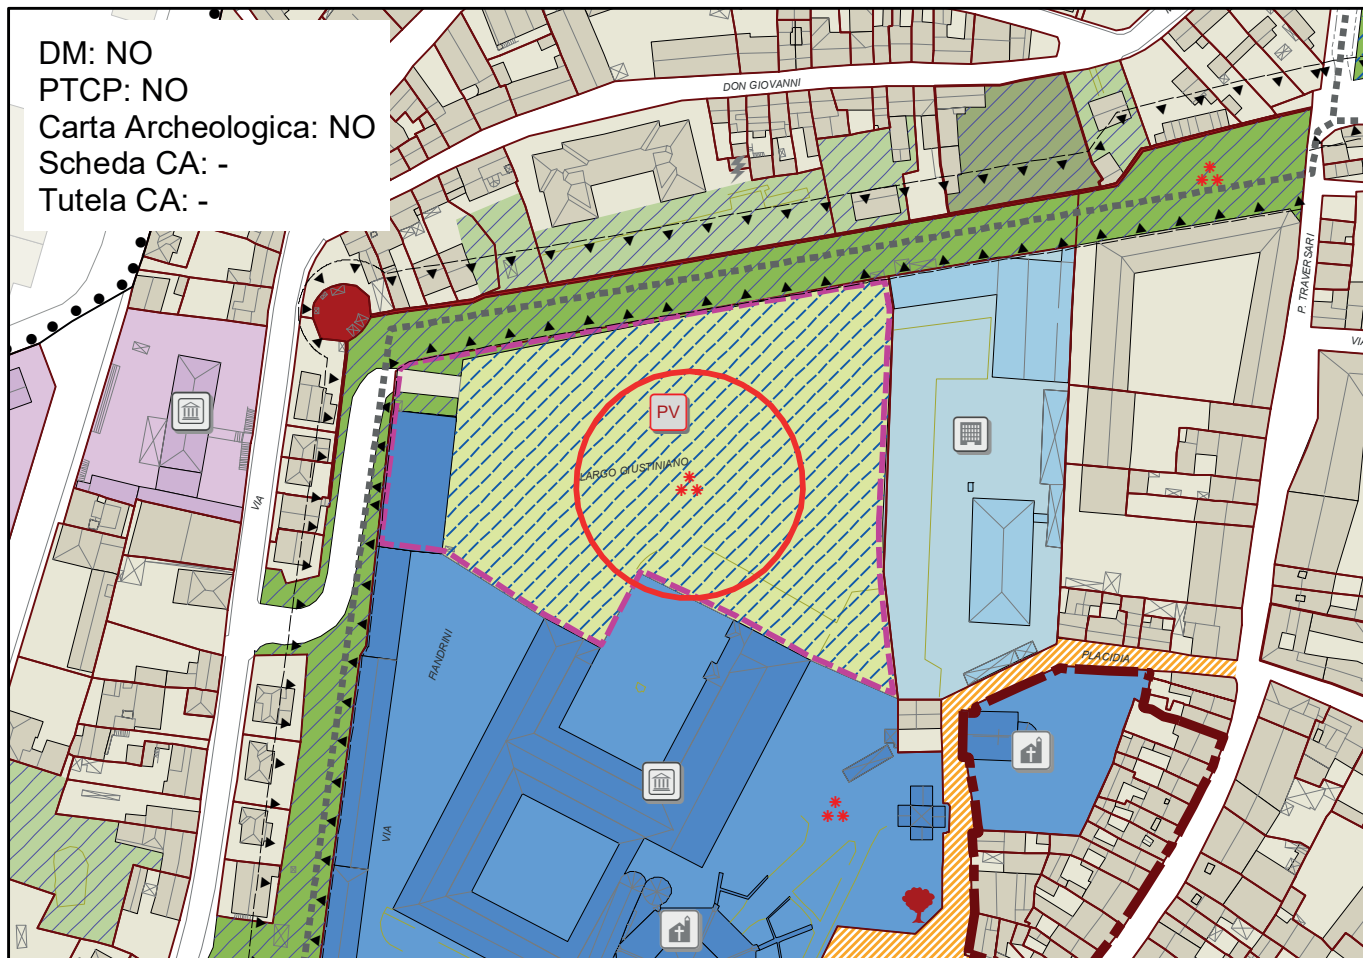 DM: NO
PTCP: NO
Carta Archeologica: NO
Scheda CA: -
Tutela CA: -
DON GIOVANNI
P. TRAVERSARI
VIA
PV
LARGO GIUSTINIANO
VIA
FIANDRINI
PLACIDIA
VIA